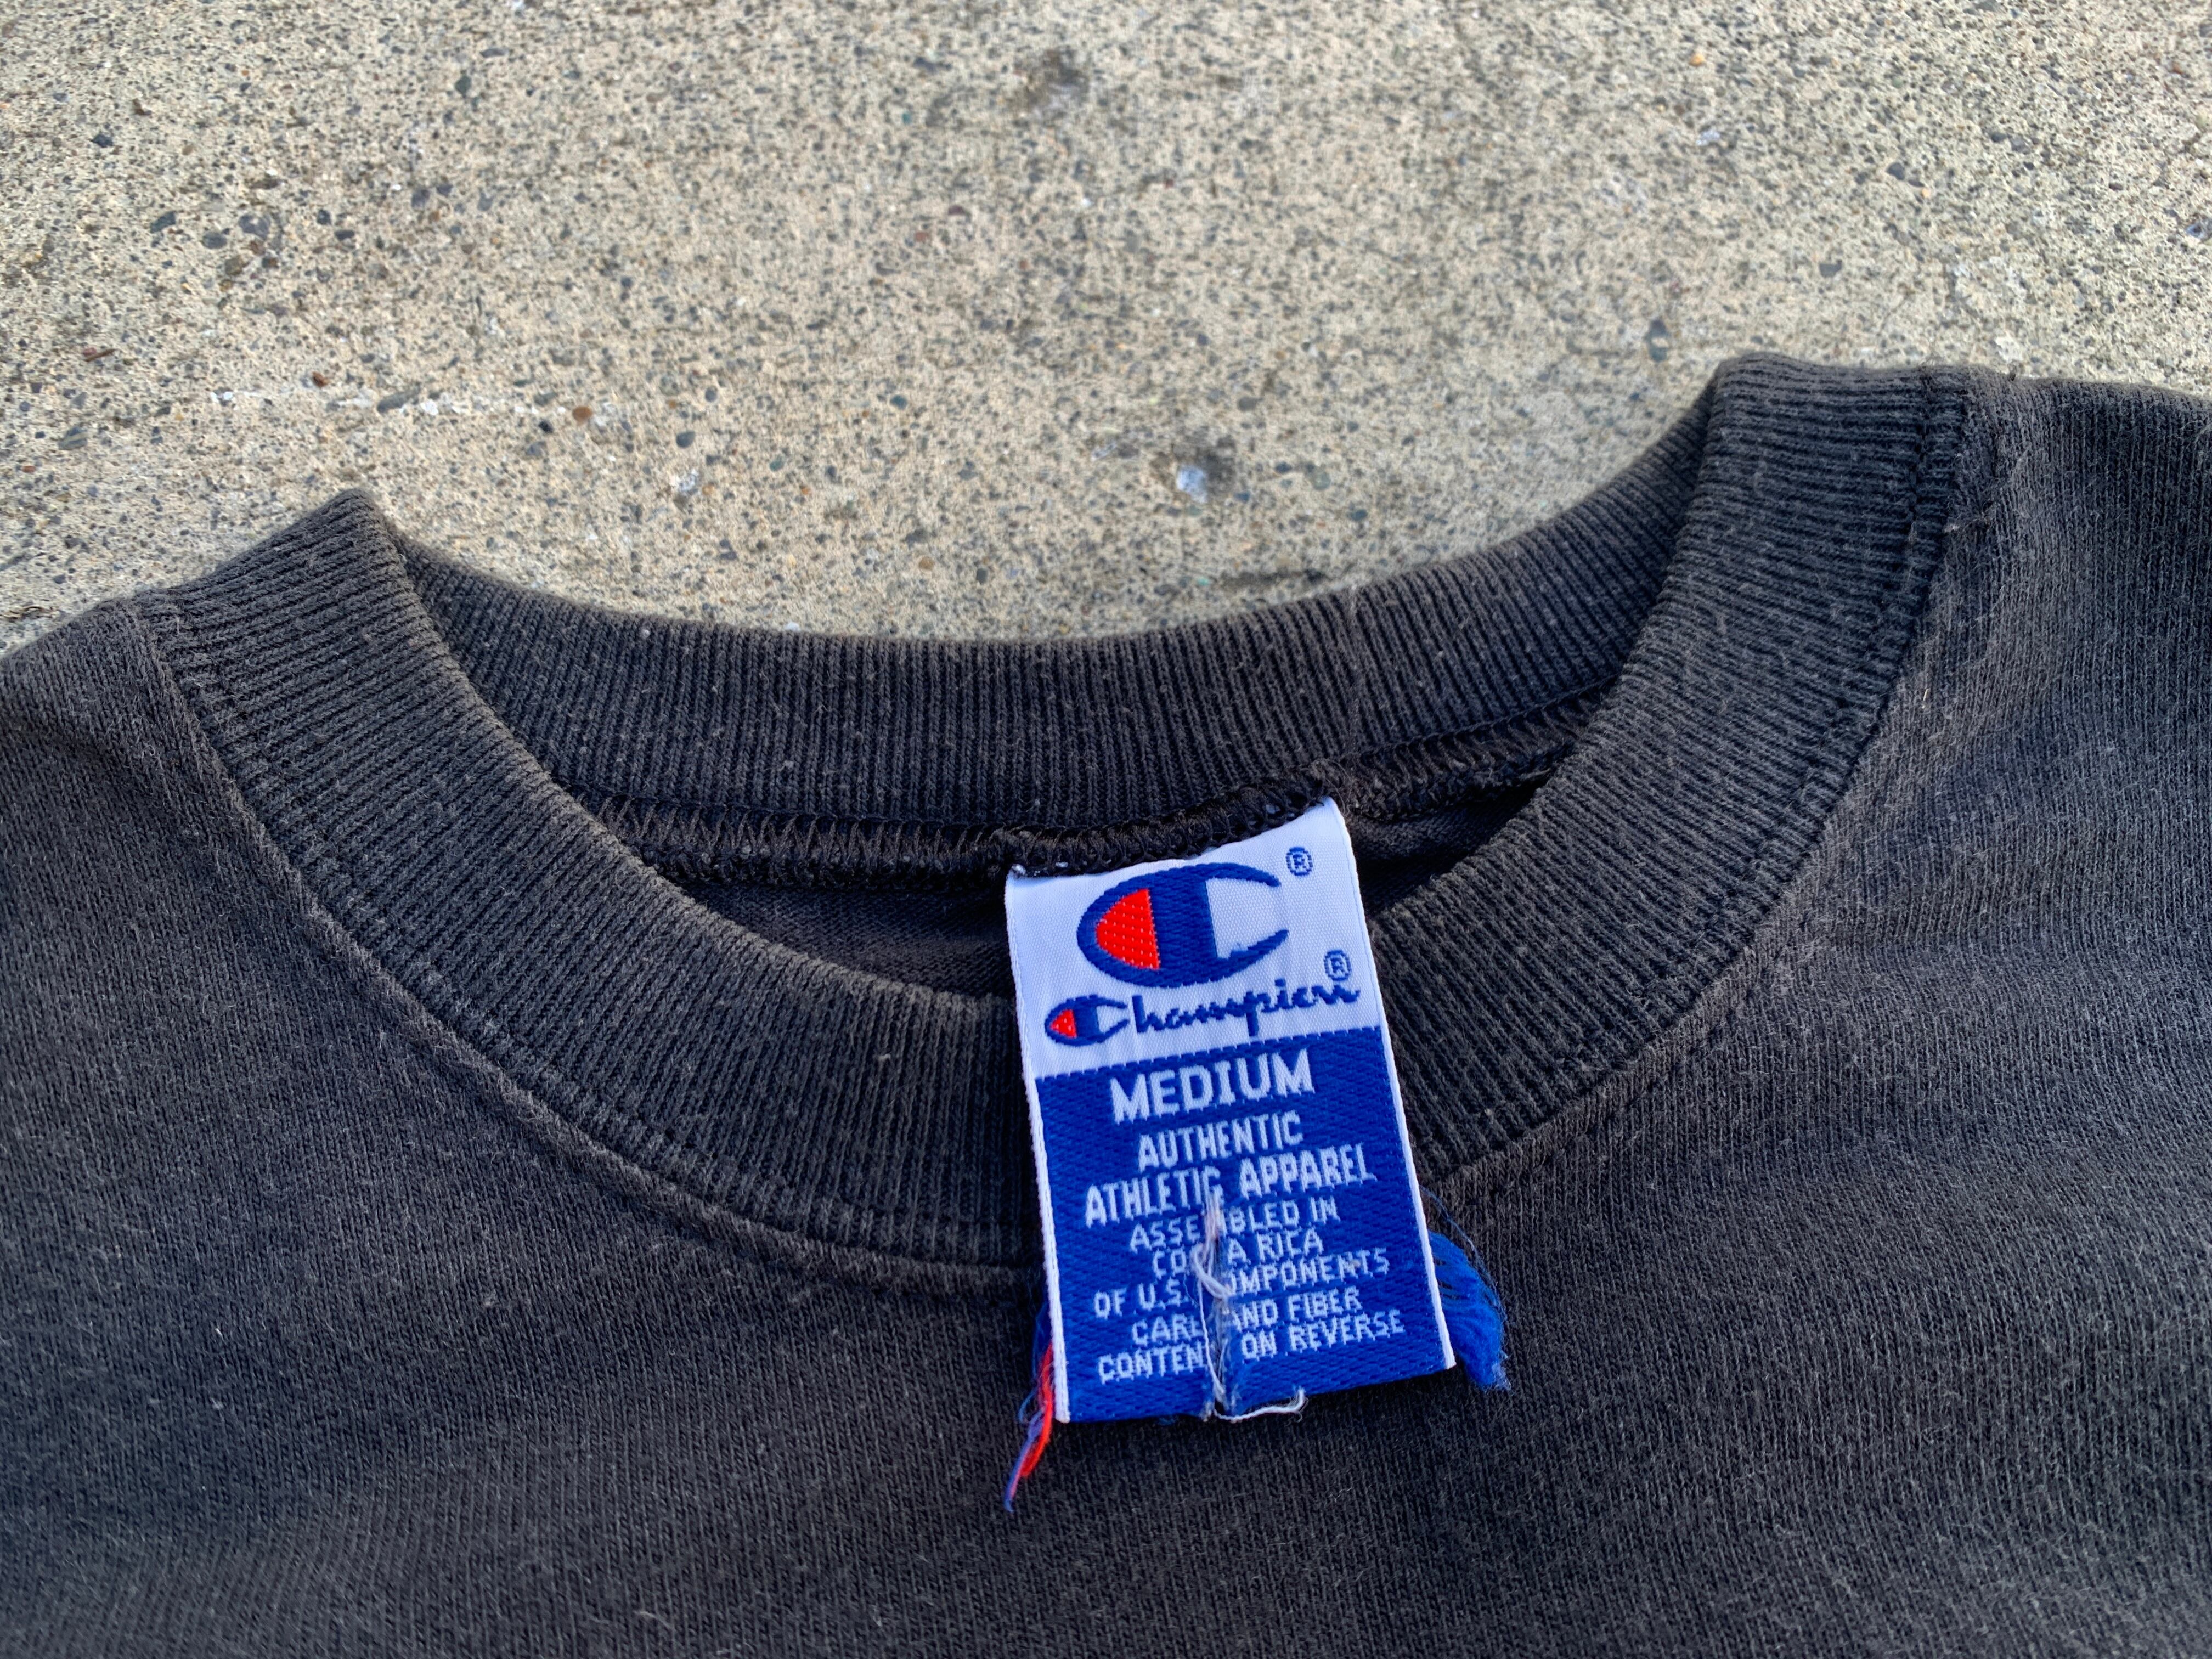 ®
Champion®
MEDIUM
AUTHENTIC
ATHLETIC APPAREL
ASSEMBLED IN
COSTA RICA
OF U.S. COMPONENTS
CARE AND FIBER
CONTENT ON REVERSE